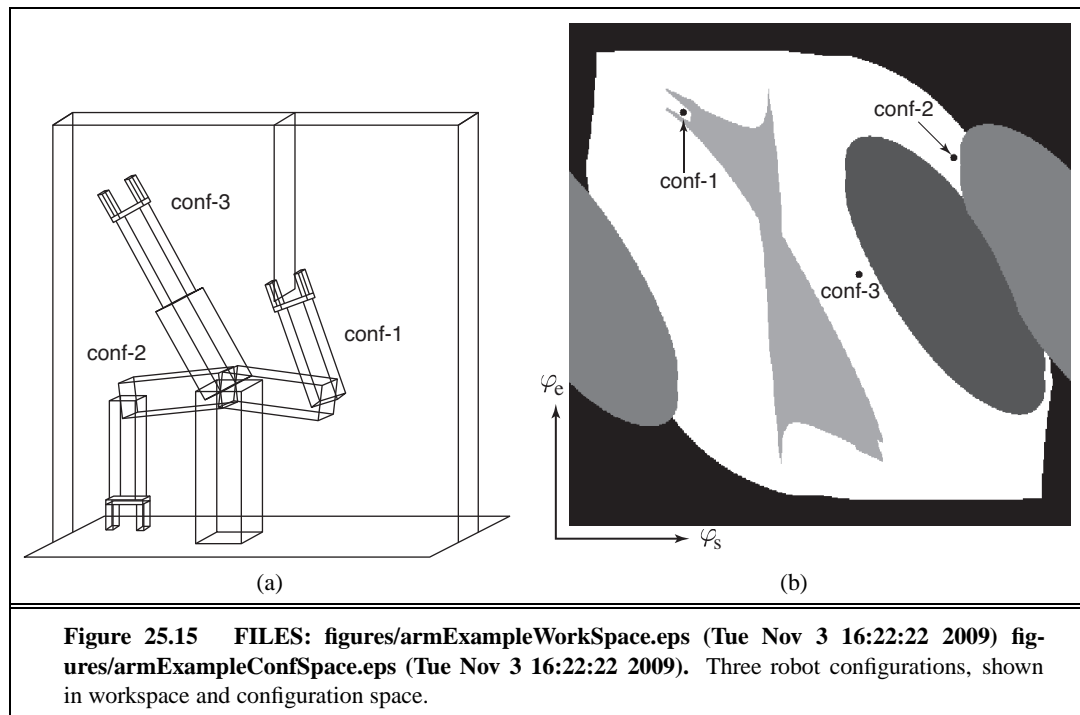 conf-3
conf-2
conf-1
(a)
conf-2
conf-1
conf-3
φe
φs
(b)
Figure 25.15 FILES: figures/armExampleWorkSpace.eps (Tue Nov 3 16:22:22 2009) fig-
ures/armExampleConfSpace.eps (Tue Nov 3 16:22:22 2009). Three robot configurations, shown
in workspace and configuration space.